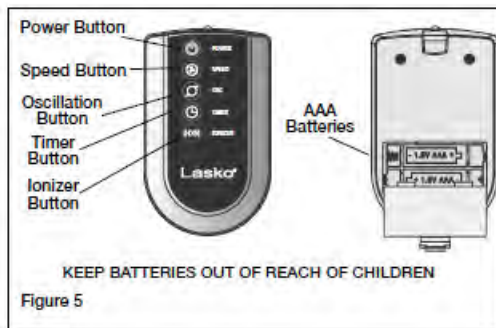 Power Button
Speed Button
Oscillation
Button
Timer
Button
Ionizer
Button
POWER
SPEED
OSC
TIMER
ION
Lasko
AAA
Batteries
1.5V AAA +
1.5V AAA
KEEP BATTERIES OUT OF REACH OF CHILDREN
Figure 5